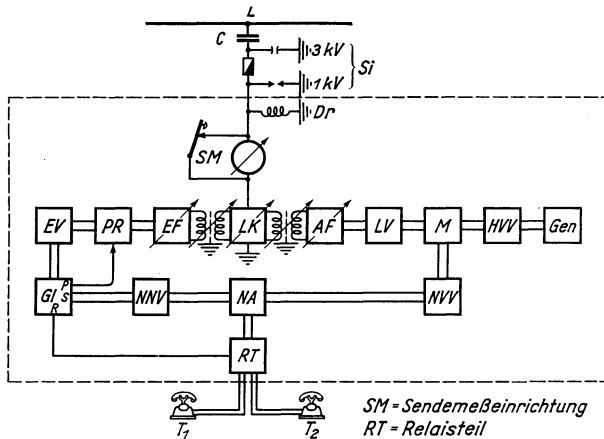 L
C
3 kV
Si
1 kV
Dr
SM
EV PR EF LK AF LV M HVV Gen
Gl P S R NNV NA NVV
RT
T1 T2
SM = Sendemeßeinrichtung
RT = Relaisteil